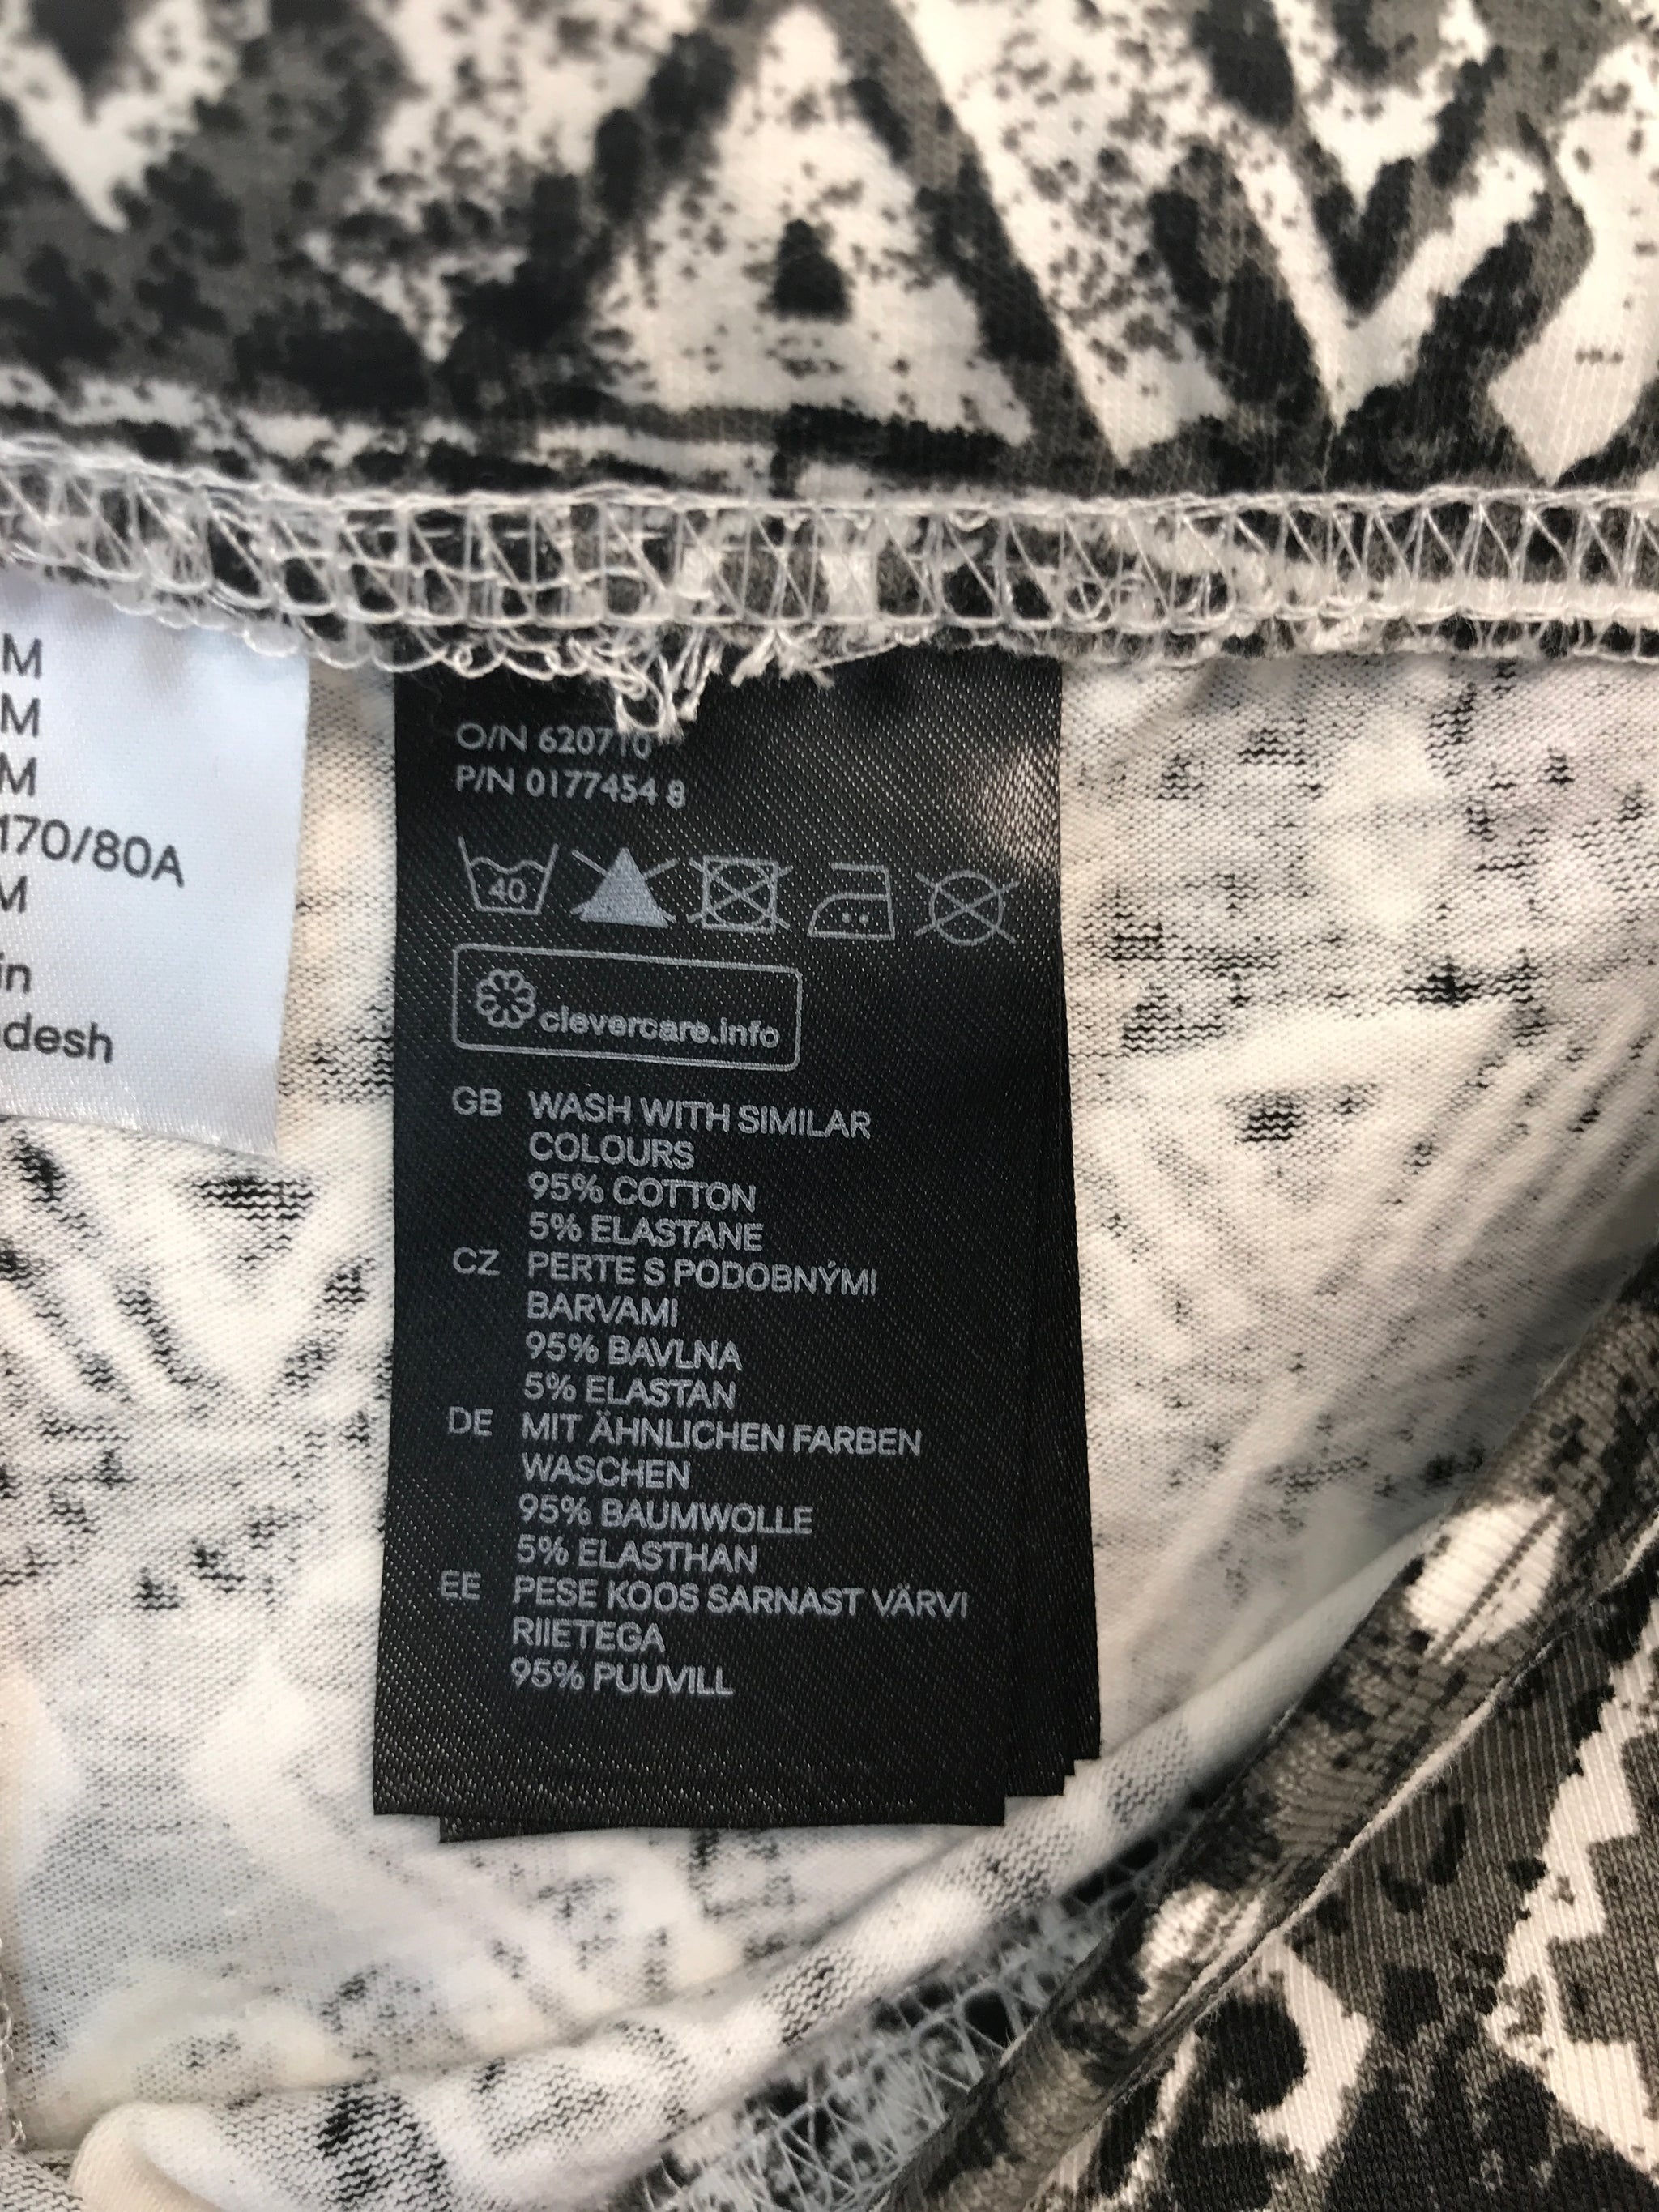 M
M
M
170/80A
M
in
desh
O/N 620710
P/N 0177454 8
40
clevercare.info
GB WASH WITH SIMILAR
COLOURS
95% COTTON
5% ELASTANE
CZ PERTE S PODOBNÝMI
BARVAMI
95% BAVLNA
5% ELASTAN
DE MIT ÄHNLICHEN FARBEN
WASCHEN
95% BAUMWOLLE
5% ELASTHAN
EE PESE KOOS SARNAST VÄRVI
RIIETEGA
95% PUUVILL